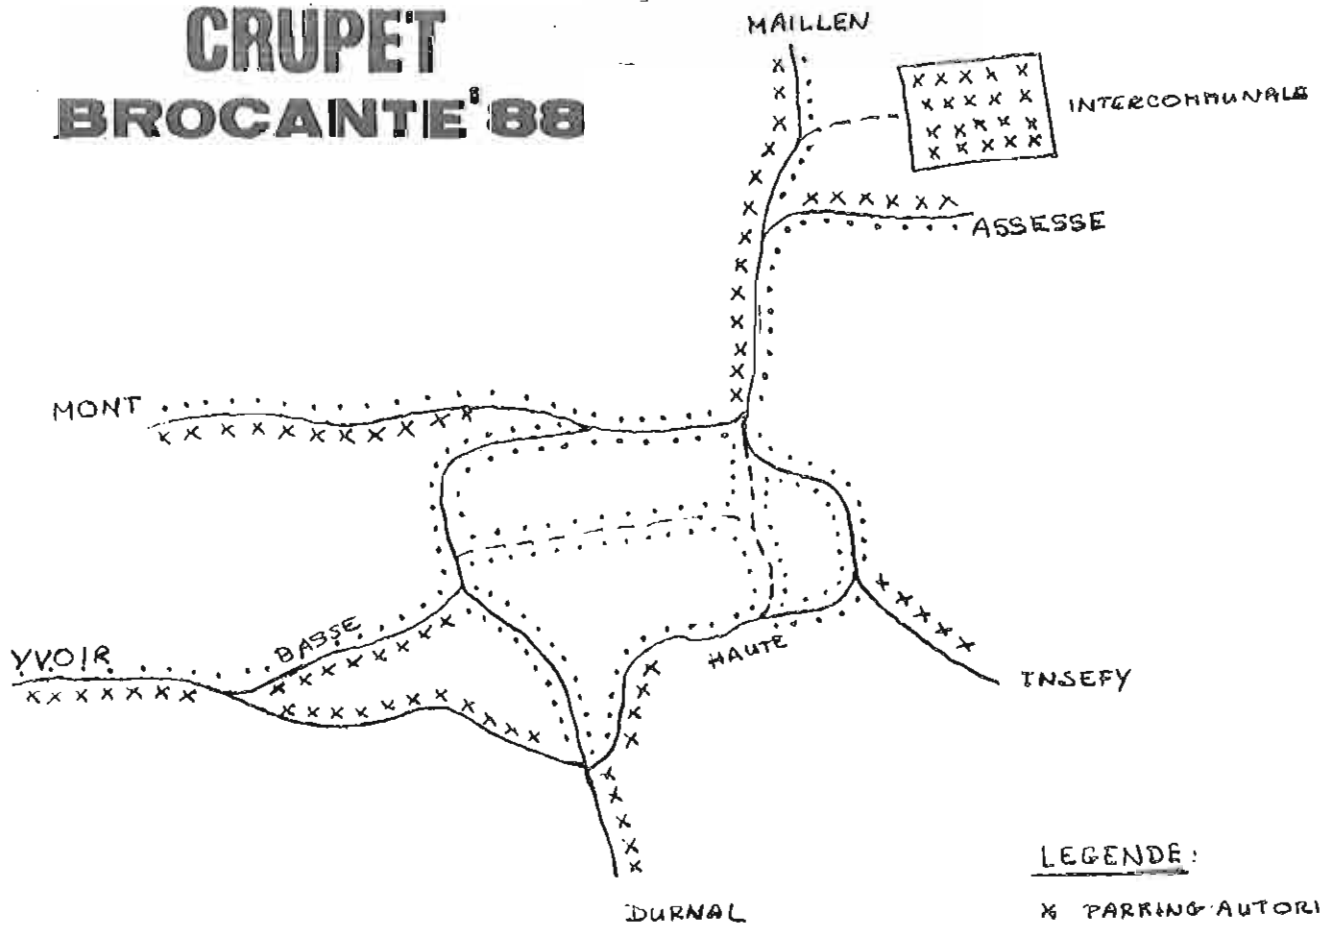 CRUPET
BROCANTE'88
MAILLEN
INTERCOMMUNALE
ASSESSE
MONT
BASSE
YVOIR
HAUTE
INSEFY
DURNAL
LEGENDE:
X PARKING AUTORI